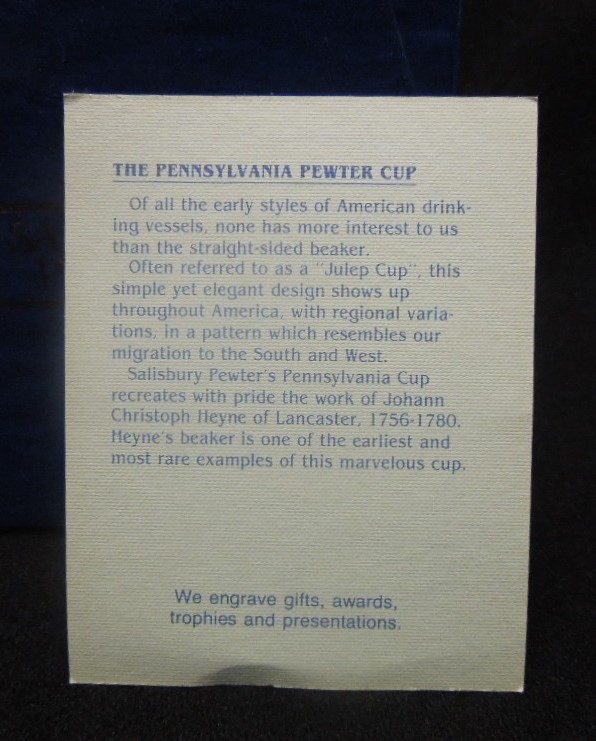 THE PENNSYLVANIA PEWTER CUP
Of all the early styles of American drink-
ing vessels, none has more interest to us
than the straight-sided beaker.
Often referred to as a "Julep Cup", this
simple yet elegant design shows up
throughout America, with regional varia-
tions, in a pattern which resembles our
migration to the South and West.
Salisbury Pewter's Pennsylvania Cup
recreates with pride the work of Johann
Christoph Heyne of Lancaster, 1756-1780.
Heyne's beaker is one of the earliest and
most rare examples of this marvelous cup.
We engrave gifts, awards,
trophies and presentations.